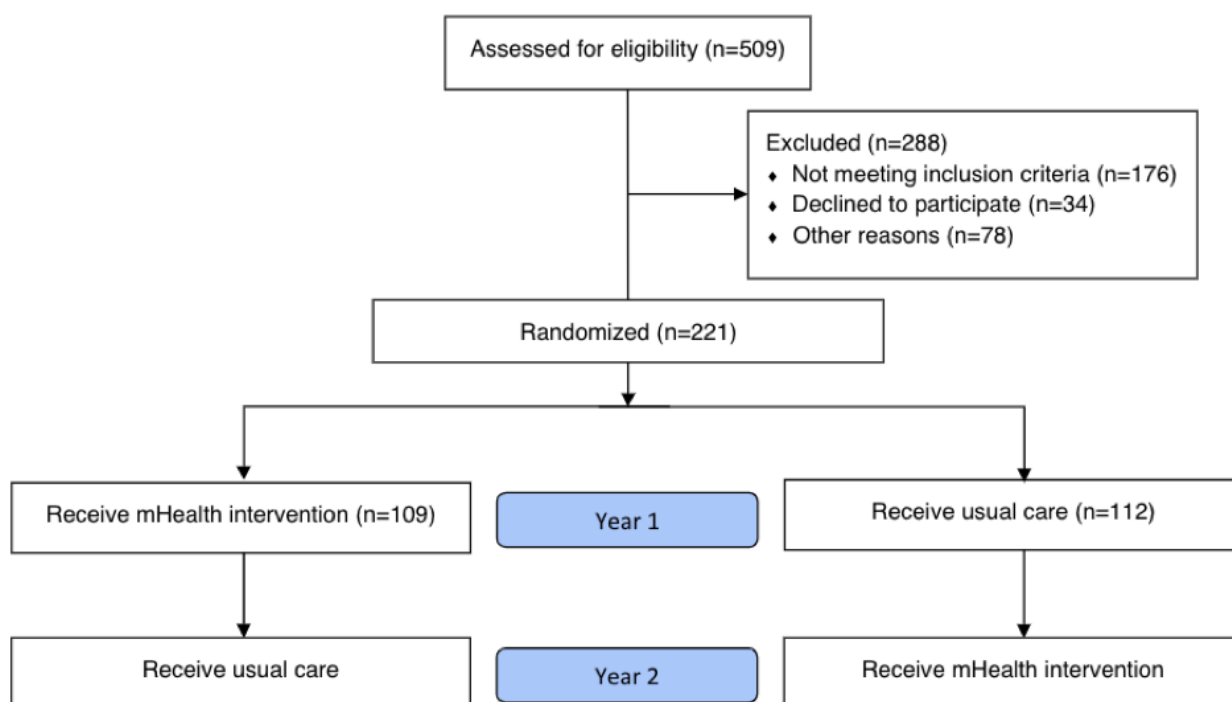 Assessed for eligibility (n=509)
Excluded (n=288)
♦ Not meeting inclusion criteria (n=176)
♦ Declined to participate (n=34)
♦ Other reasons (n=78)
Randomized (n=221)
Receive mHealth intervention (n=109)
Year 1
Receive usual care (n=112)
Receive usual care
Year 2
Receive mHealth intervention